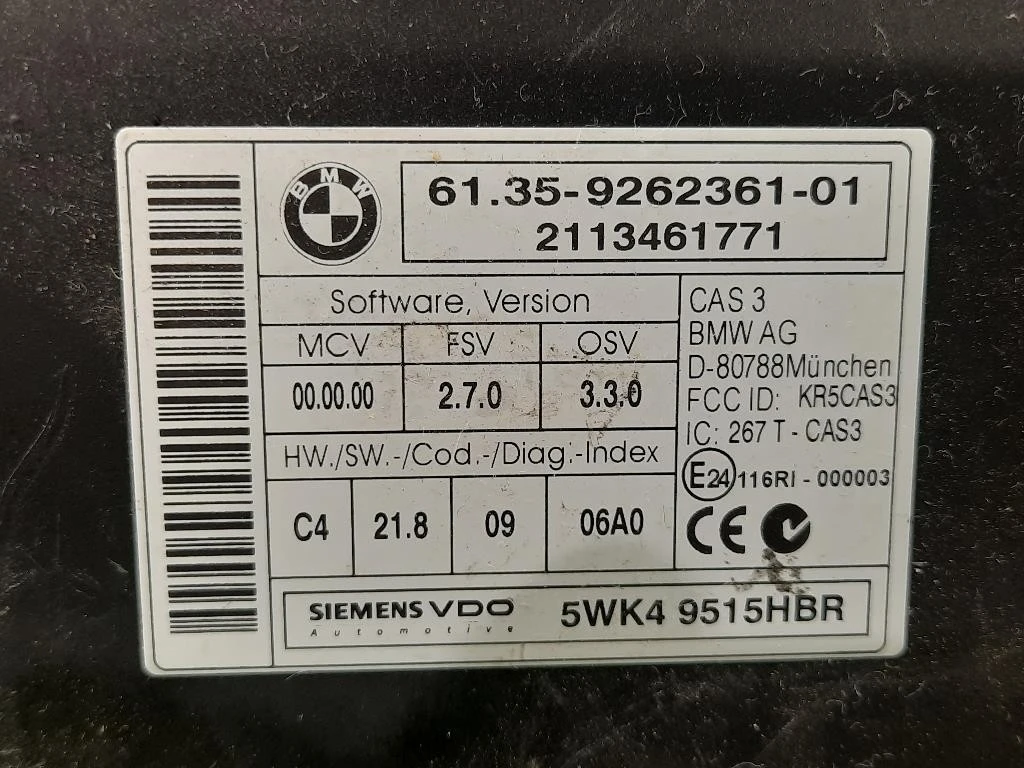 BMW
61.35-9262361-01
2113461771
Software, Version
MCV FSV OSV
00.00.00 2.7.0 3.3.0
HW./SW.-/Cod.-/Diag.-Index
C4 21.8 09 06A0
CAS 3
BMW AG
D-80788München
FCC ID: KR5CAS3
IC: 267 T - CAS3
E24 116RI - 000003
CE
SIEMENS VDO
Automotive
5WK4 9515HBR